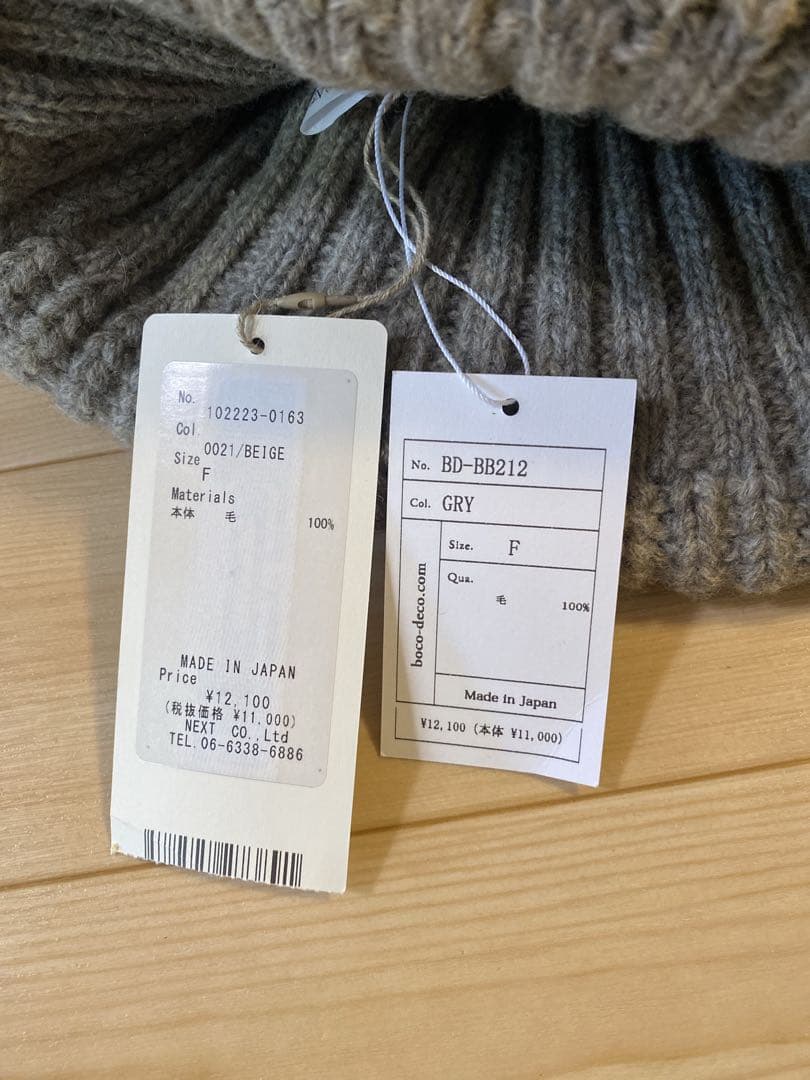 No. 102223-0163
Col. 0021/BEIGE
Size F
Materials
本体 毛 100%
MADE IN JAPAN
Price
¥12,100
(税抜価格 ¥11,000)
NEXT CO.,Ltd
TEL.06-6338-6886
No. BD-BB212
Col. GRY
boco-deco.com
Size. F
Qua.
毛 100%
Made in Japan
¥12,100 (本体 ¥11,000)